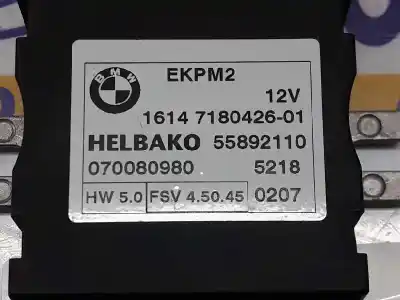 BMW
EKPM2
12V
1614 7180426-01
HELBAKO 55892110
070080980 5218
HW 5.0 FSV 4.50.45 0207